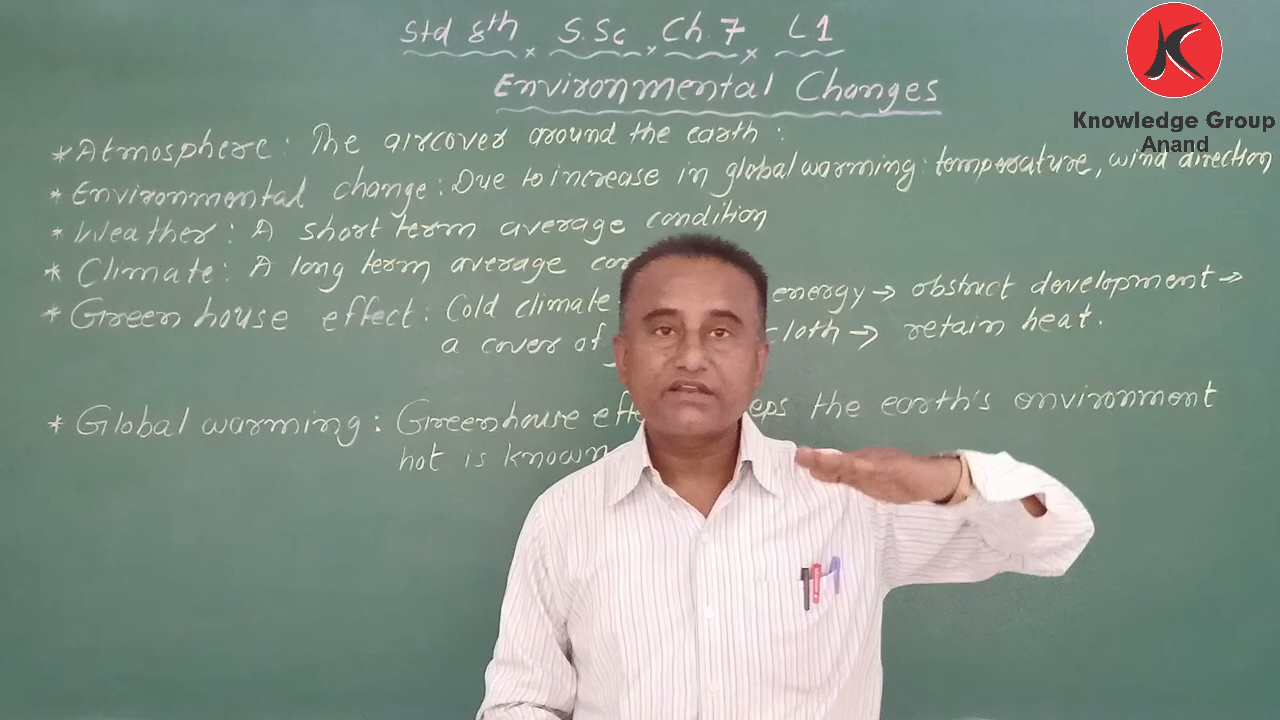 Std 8th × S.Sc × Ch. 7 × L 1
Environmental Changes
Knowledge Group
Anand
* Atmosphere : The aircover around the earth :
* Environmental change : Due to increase in global warming : temperature, wind direction
* Weather : A short term average condition
* Climate : A long term average
* Green house effect : Cold climate energy → obstruct development →
a cover of cloth → retain heat.
* Global warming : Greenhouse the earth's environment
hot is known